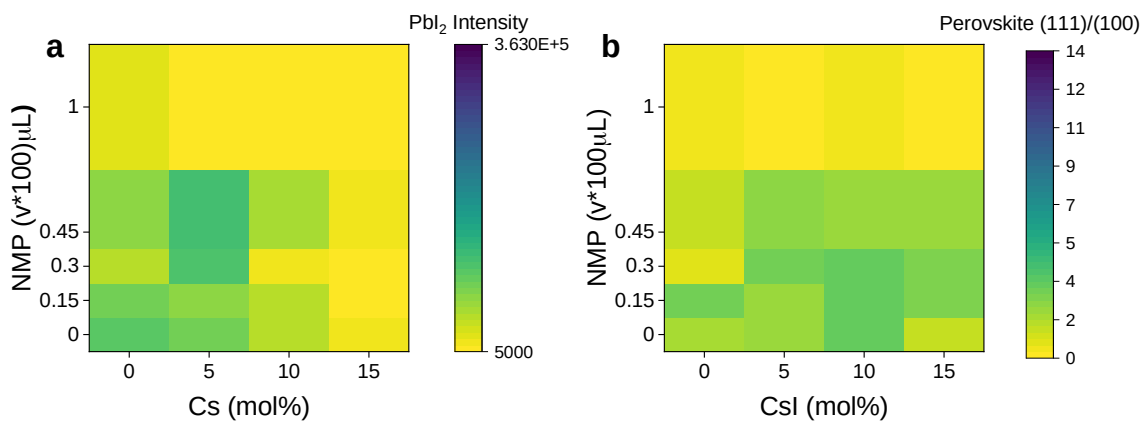 a
PbI₂ Intensity
3.630E+5
5000
NMP (v*100)μL)
1
0.45
0.3
0.15
0
0 5 10 15
Cs (mol%)
b
Perovskite (111)/(100)
14
12
11
9
7
5
4
2
0
NMP (v*100μL)
1
0.45
0.3
0.15
0
0 5 10 15
CsI (mol%)